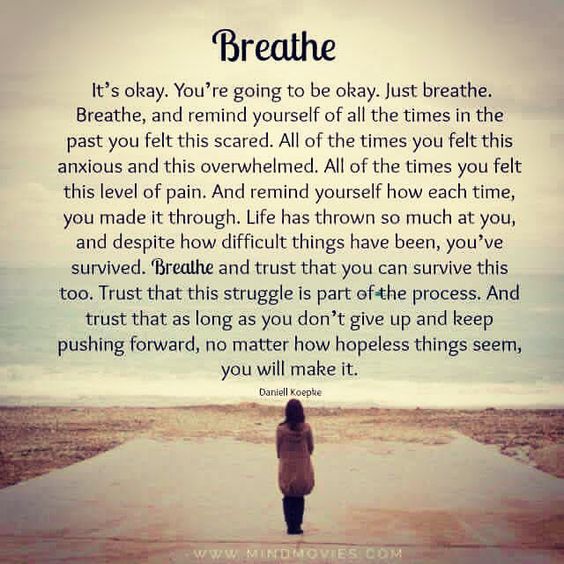 Breathe
It's okay. You're going to be okay. Just breathe.
Breathe, and remind yourself of all the times in the
past you felt this scared. All of the times you felt this
anxious and this overwhelmed. All of the times you felt
this level of pain. And remind yourself how each time,
you made it through. Life has thrown so much at you,
and despite how difficult things have been, you've
survived. Breathe and trust that you can survive this
too. Trust that this struggle is part of the process. And
trust that as long as you don't give up and keep
pushing forward, no matter how hopeless things seem,
you will make it.
Daniell Koepke
WWW.MINDMOVIES.COM